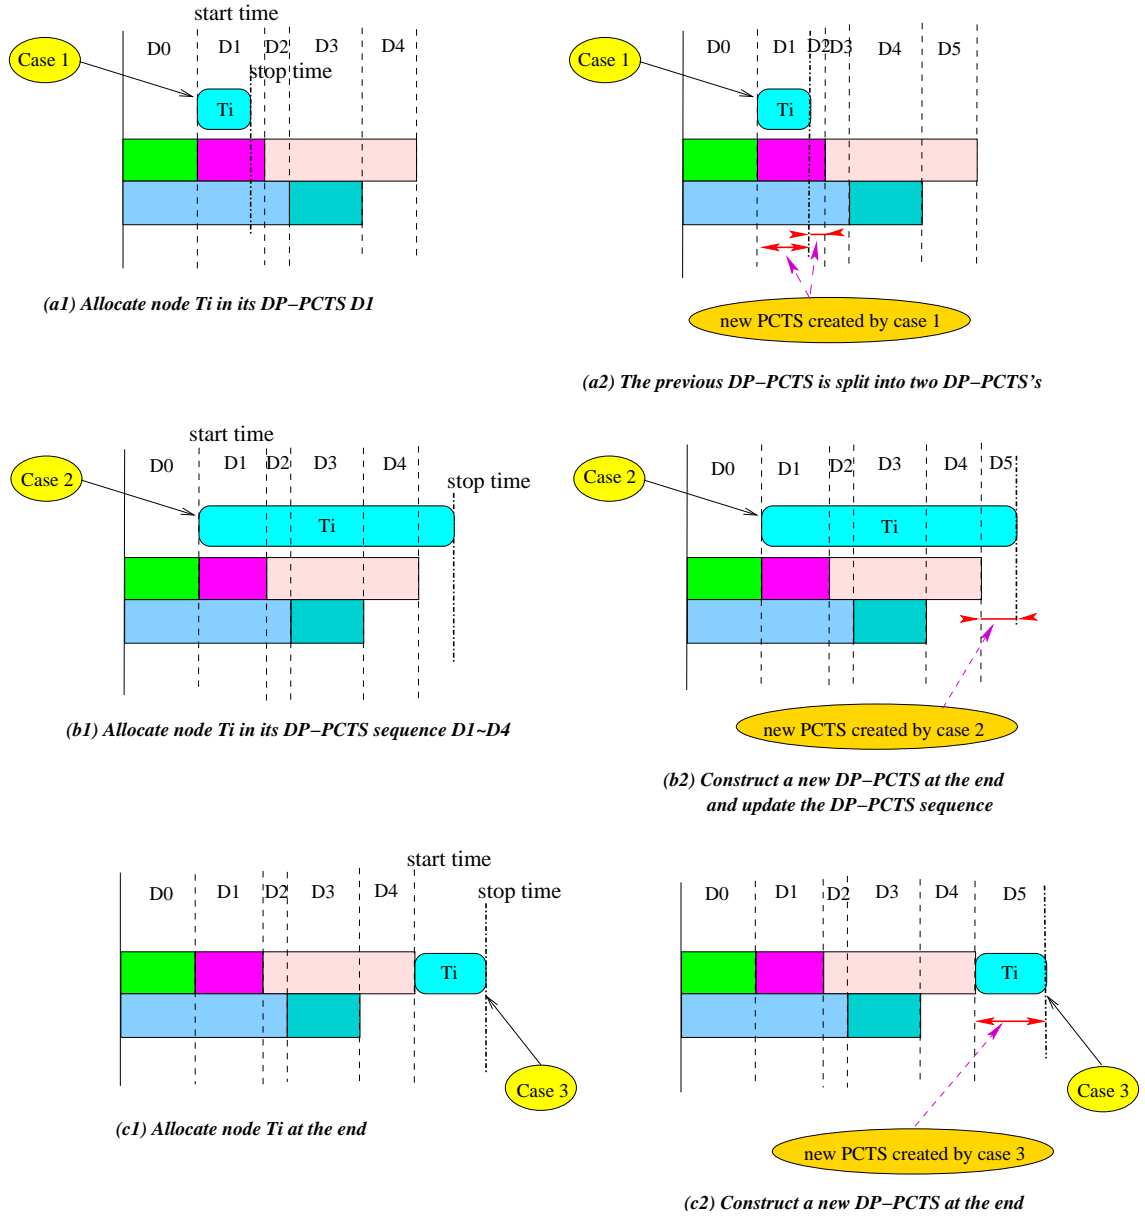 start time
D0 D1 D2 D3 D4
Case 1
stop time
Ti
(a1) Allocate node Ti in its DP−PCTS D1
D0 D1 D2 D3 D4 D5
Case 1
Ti
new PCTS created by case 1
(a2) The previous DP−PCTS is split into two DP−PCTS's
start time
D0 D1 D2 D3 D4
Case 2
stop time
Ti
(b1) Allocate node Ti in its DP−PCTS sequence D1~D4
D0 D1 D2 D3 D4 D5
Case 2
Ti
new PCTS created by case 2
(b2) Construct a new DP−PCTS at the end
and update the DP−PCTS sequence
start time
D0 D1 D2 D3 D4
stop time
Ti
Case 3
(c1) Allocate node Ti at the end
D0 D1 D2 D3 D4 D5
Ti
Case 3
new PCTS created by case 3
(c2) Construct a new DP−PCTS at the end